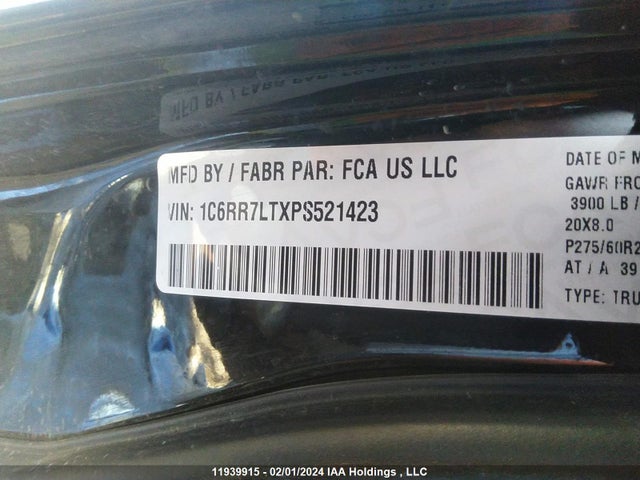 MFD BY / FABR PAR: FCA US LLC
VIN: 1C6RR7LTXPS521423
DATE OF M
GAWR FRO
3900 LB /
20X8.0
P275/60R2
AT / A 39
TYPE: TRU
11939915 - 02/01/2024 IAA Holdings , LLC